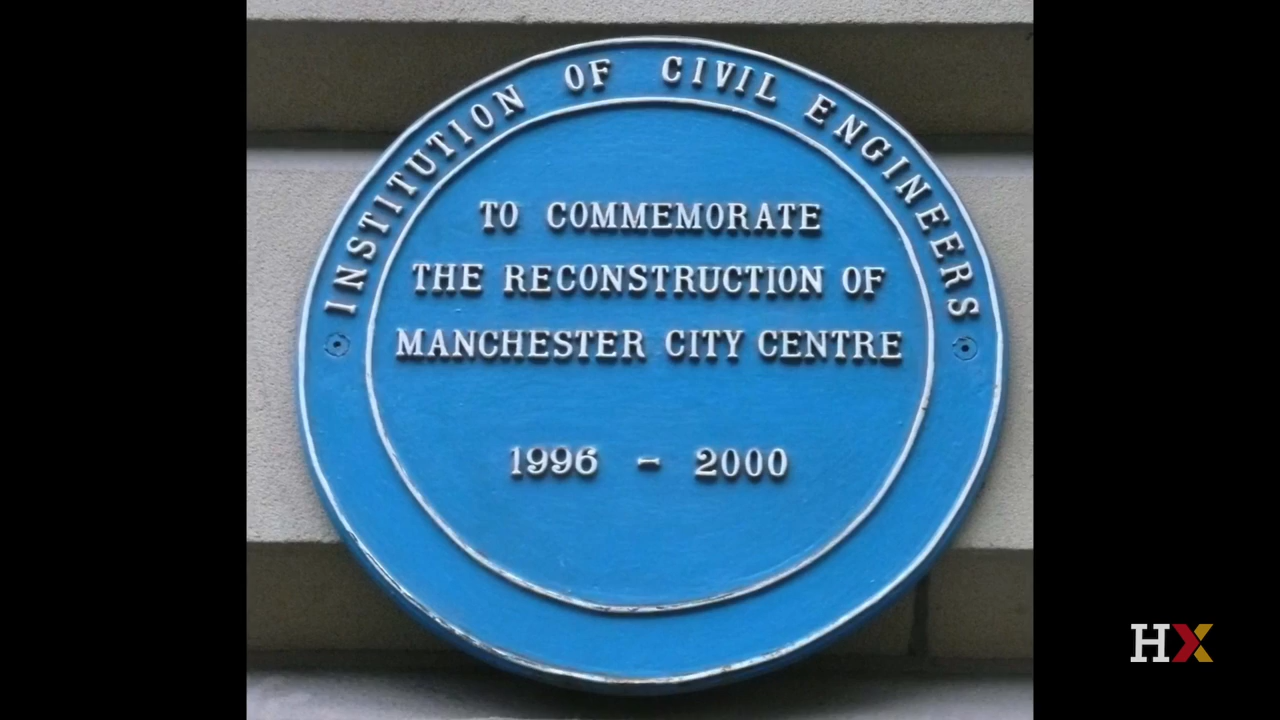 INSTITUTION OF CIVIL ENGINEERS
TO COMMEMORATE
THE RECONSTRUCTION OF
MANCHESTER CITY CENTRE
1996 - 2000
HX